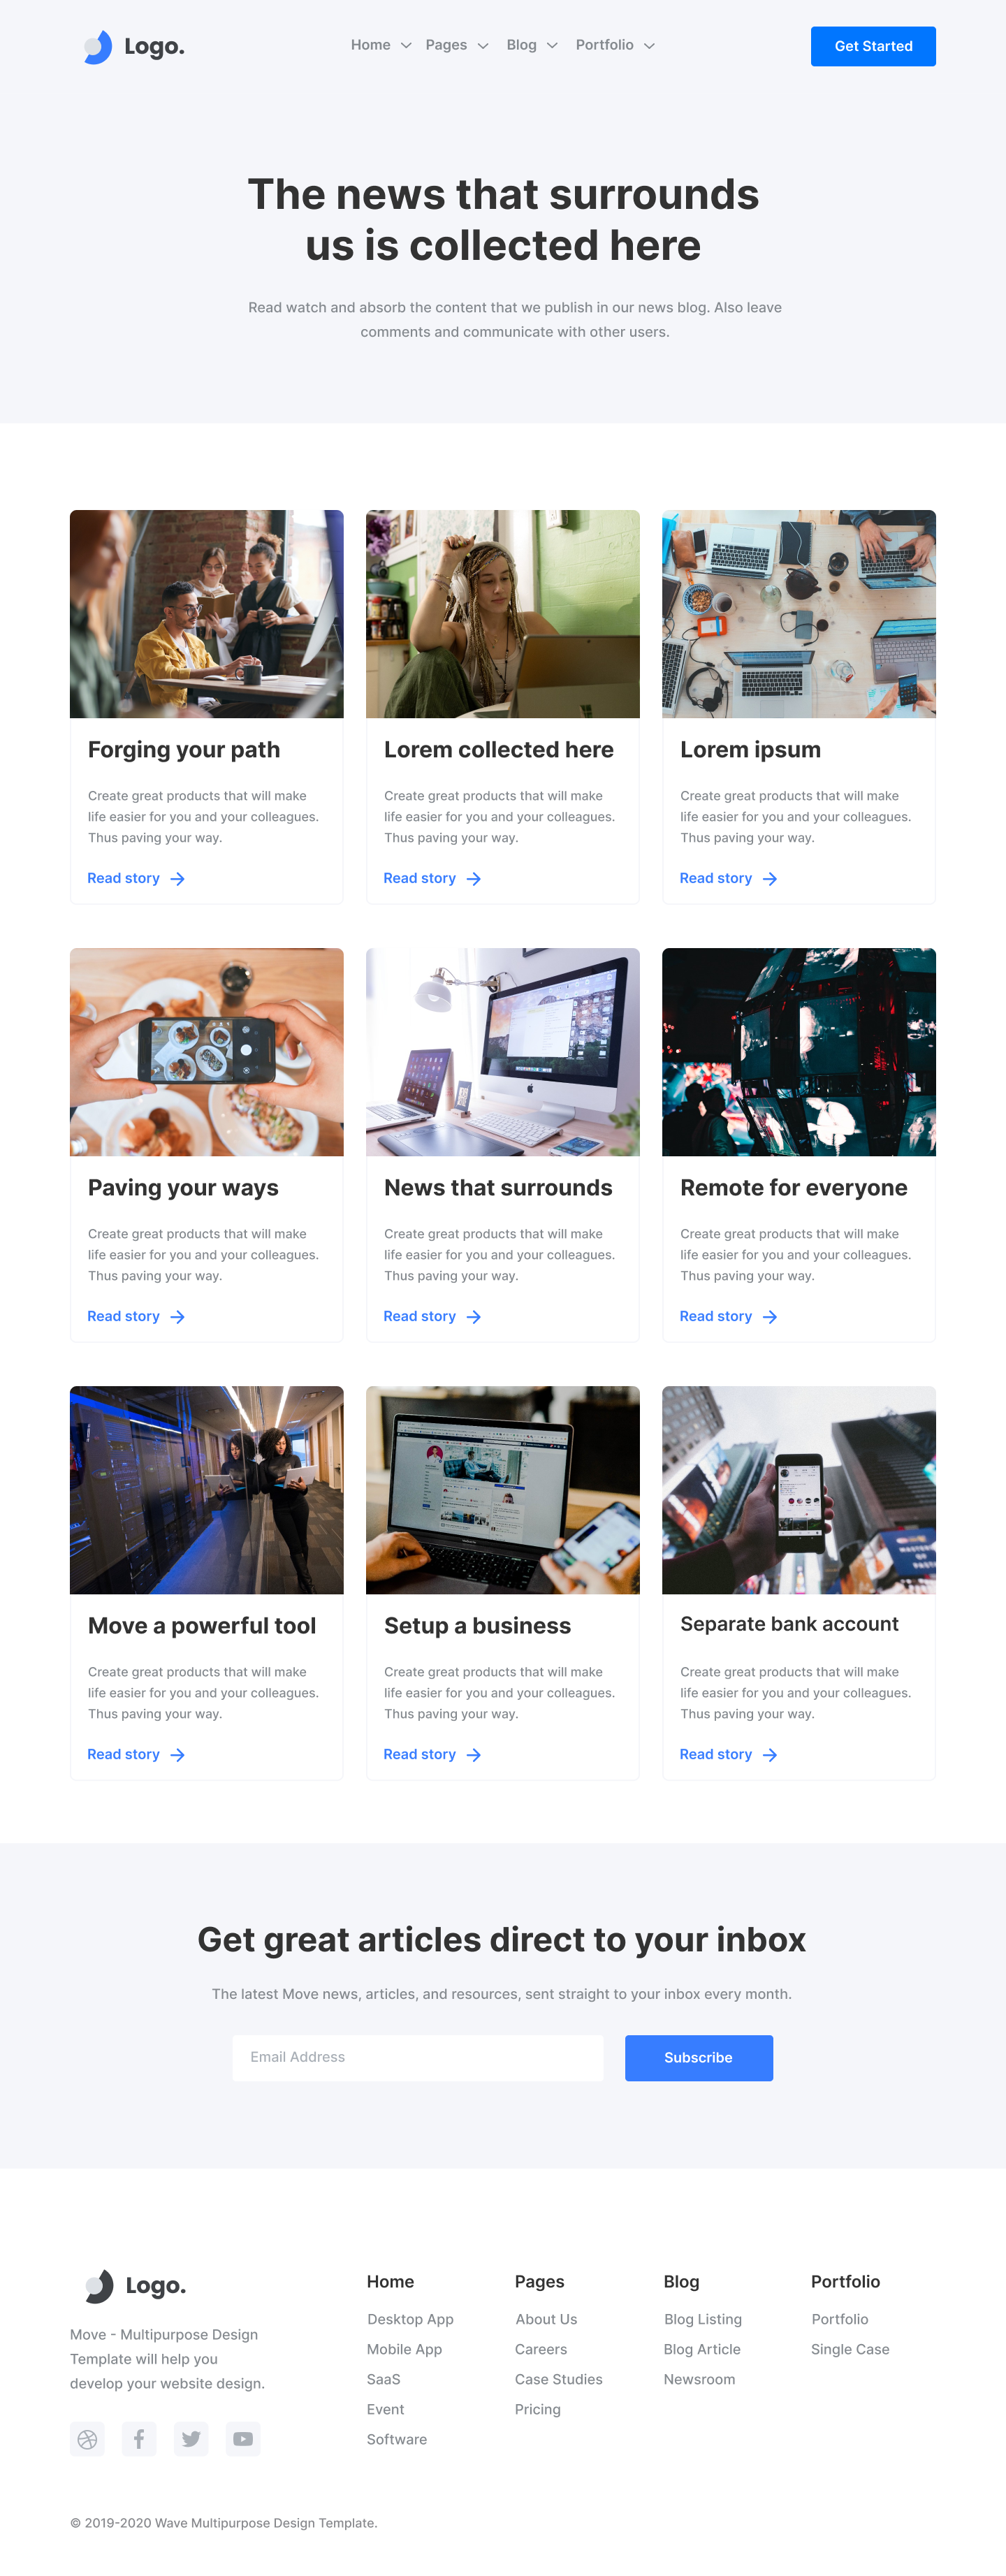 Logo.
Home
Pages
Blog
Portfolio
Get Started
The news that surrounds
us is collected here
Read watch and absorb the content that we publish in our news blog. Also leave
comments and communicate with other users.
Forging your path
Create great products that will make
life easier for you and your colleagues.
Thus paving your way.
Read story
Lorem collected here
Create great products that will make
life easier for you and your colleagues.
Thus paving your way.
Read story
Lorem ipsum
Create great products that will make
life easier for you and your colleagues.
Thus paving your way.
Read story
Paving your ways
Create great products that will make
life easier for you and your colleagues.
Thus paving your way.
Read story
News that surrounds
Create great products that will make
life easier for you and your colleagues.
Thus paving your way.
Read story
Remote for everyone
Create great products that will make
life easier for you and your colleagues.
Thus paving your way.
Read story
Move a powerful tool
Create great products that will make
life easier for you and your colleagues.
Thus paving your way.
Read story
Setup a business
Create great products that will make
life easier for you and your colleagues.
Thus paving your way.
Read story
Separate bank account
Create great products that will make
life easier for you and your colleagues.
Thus paving your way.
Read story
Get great articles direct to your inbox
The latest Move news, articles, and resources, sent straight to your inbox every month.
Email Address
Subscribe
Logo.
Move - Multipurpose Design
Template will help you
develop your website design.
Home
Desktop App
Mobile App
SaaS
Event
Software
Pages
About Us
Careers
Case Studies
Pricing
Blog
Blog Listing
Blog Article
Newsroom
Portfolio
Portfolio
Single Case
© 2019-2020 Wave Multipurpose Design Template.